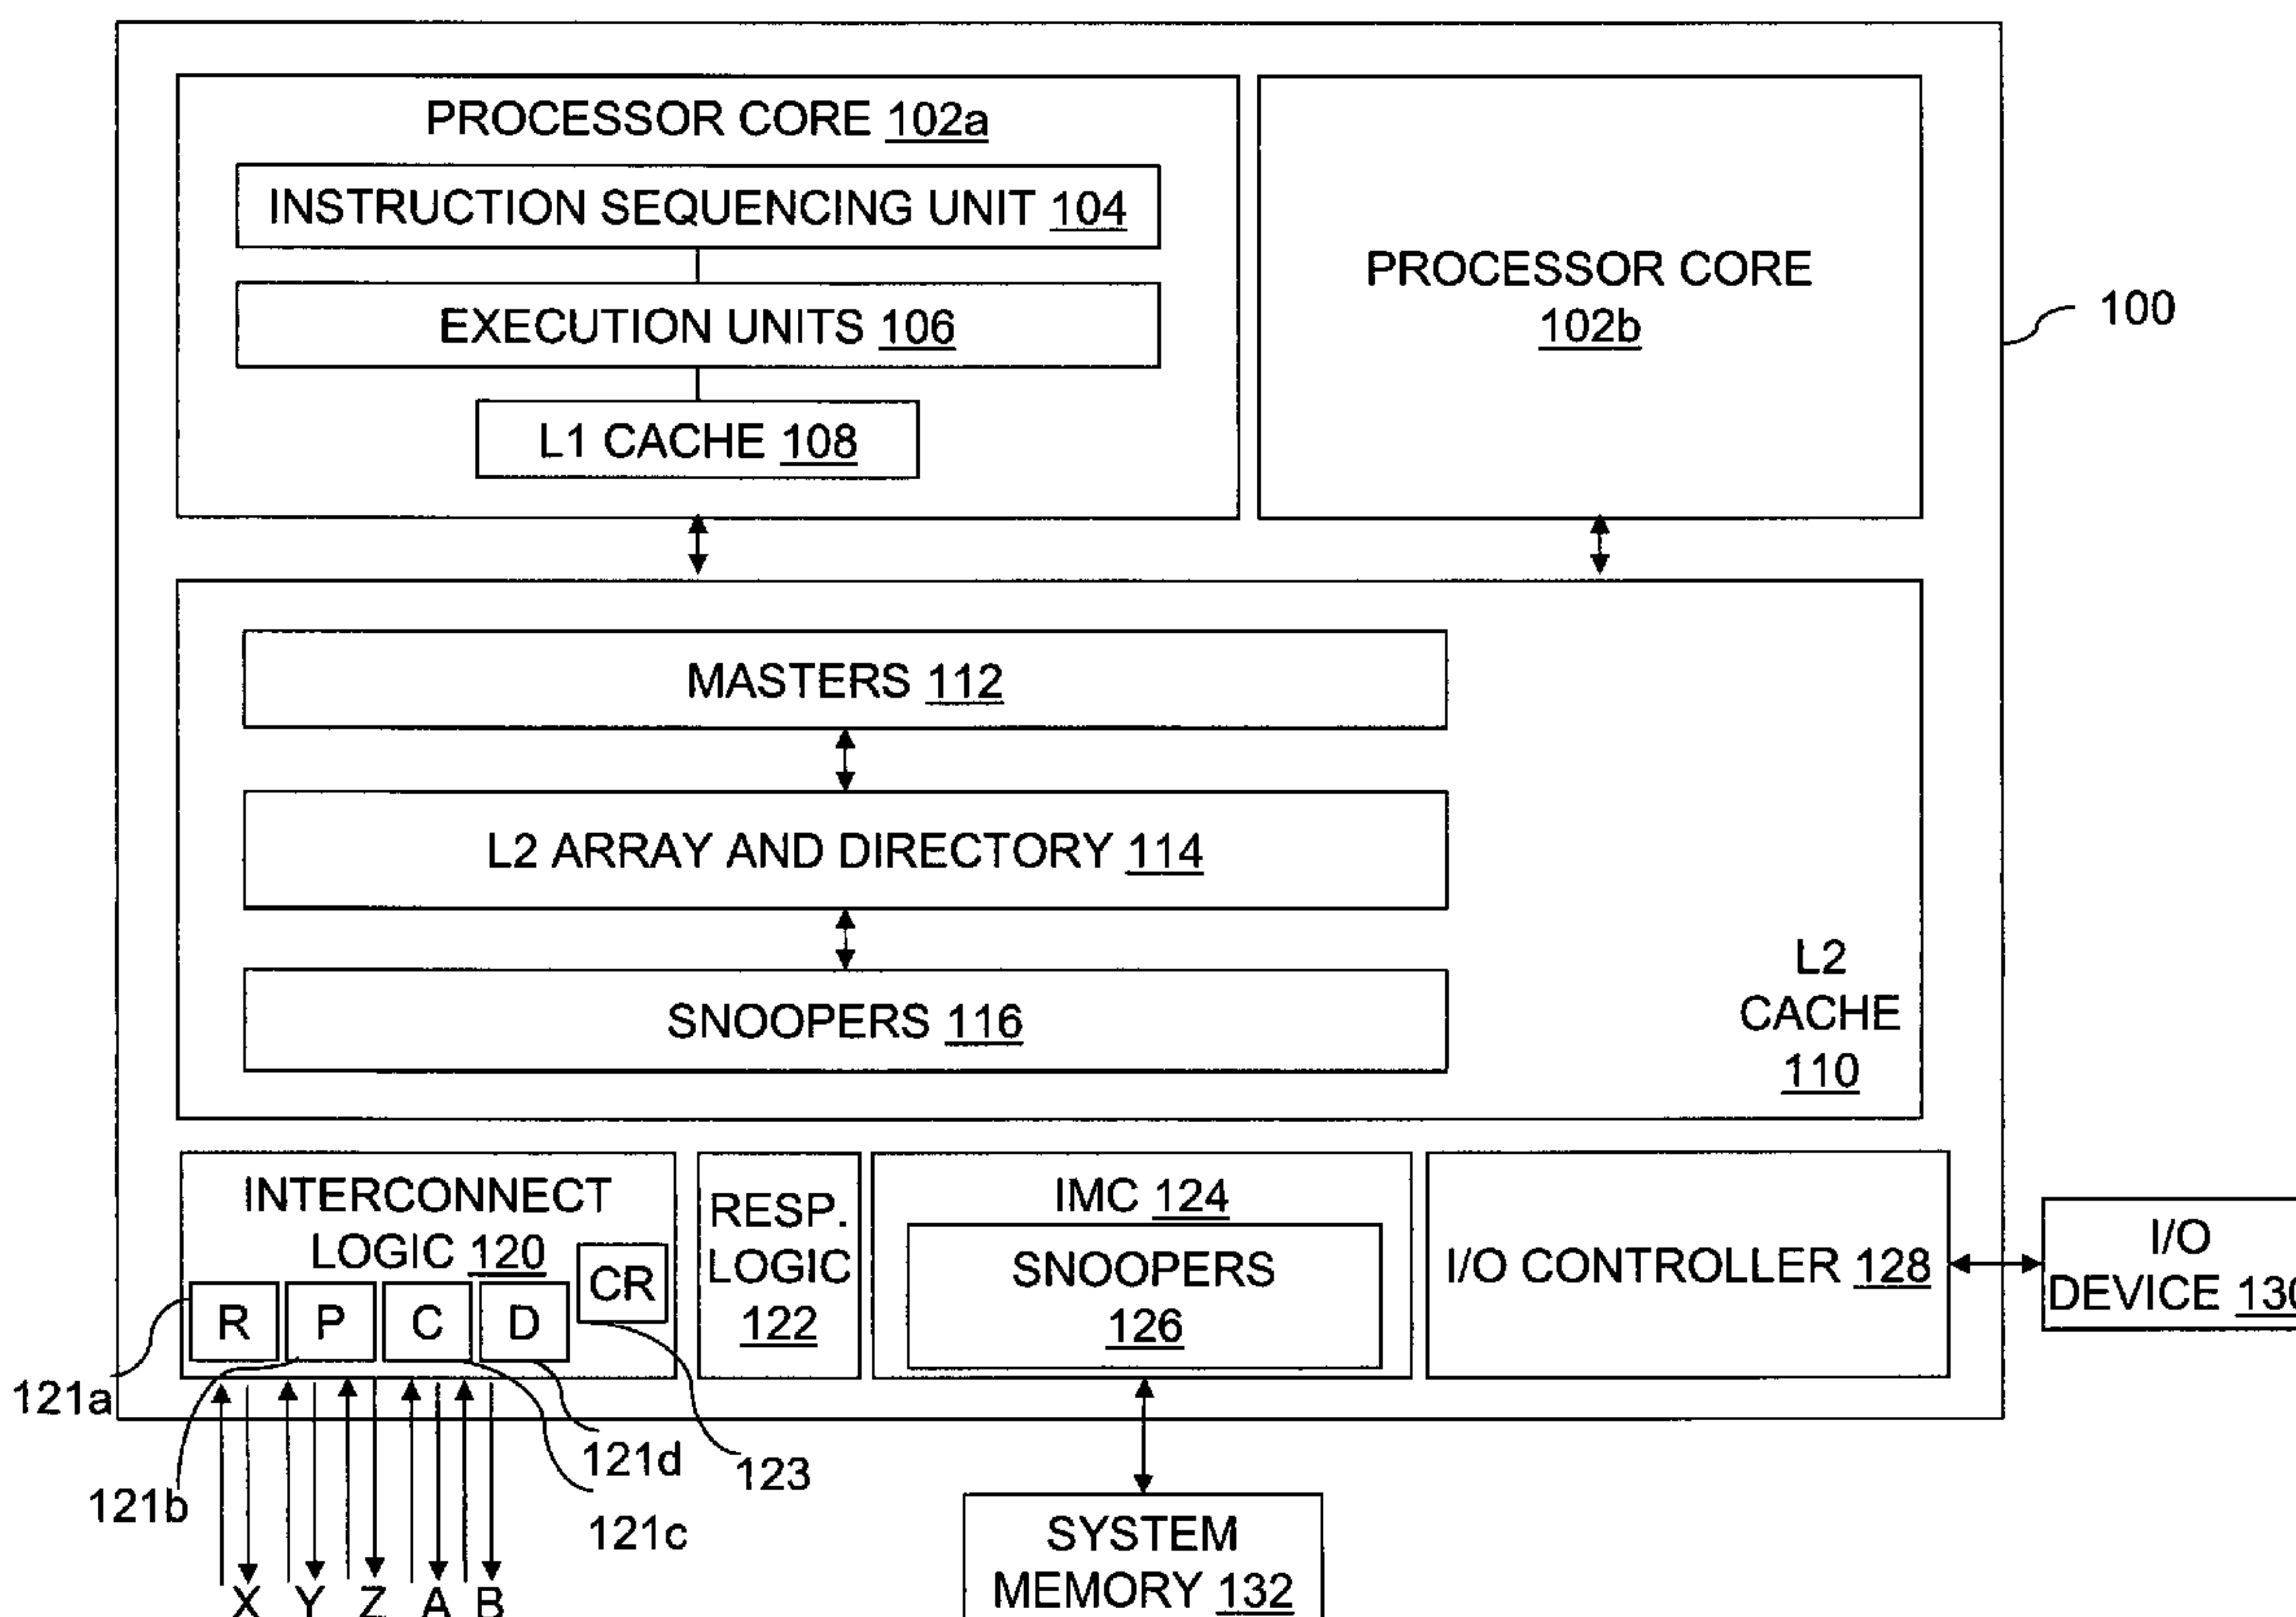 PROCESSOR CORE 102a
INSTRUCTION SEQUENCING UNIT 104
EXECUTION UNITS 106
L1 CACHE 108
PROCESSOR CORE
102b
100
MASTERS 112
L2 ARRAY AND DIRECTORY 114
SNOOPERS 116
L2
CACHE
110
INTERCONNECT
LOGIC 120
R
P
C
D
CR
RESP.
LOGIC
122
IMC 124
SNOOPERS
126
I/O CONTROLLER 128
I/O
DEVICE 130
121a
121b
121d
121c
123
X
Y
Z
A
B
SYSTEM
MEMORY 132